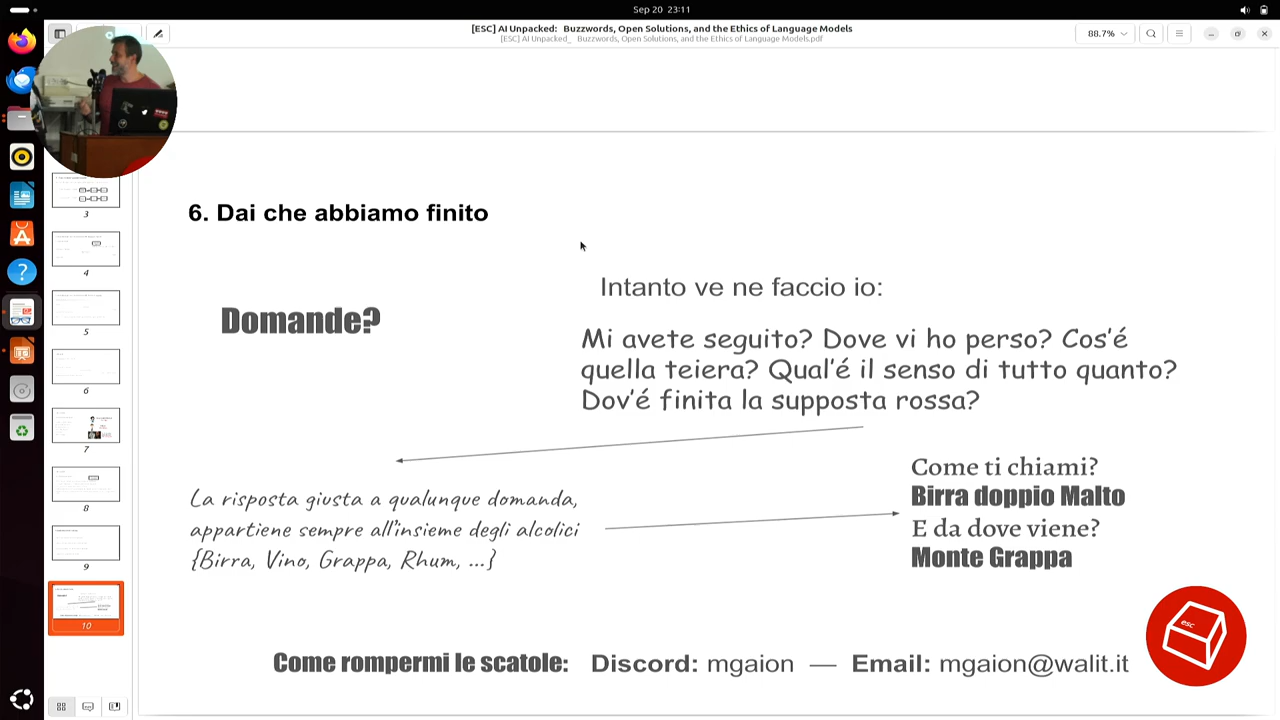 Sep 20 23:11
[ESC] AI Unpacked: Buzzwords, Open Solutions, and the Ethics of Language Models
[ESC] AI Unpacked_ Buzzwords, Open Solutions, and the Ethics of Language Models.pdf
88.7%
6. Dai che abbiamo finito
Domande?
Intanto ve ne faccio io:
Mi avete seguito? Dove vi ho perso? Cos'é
quella teiera? Qual'é il senso di tutto quanto?
Dov'é finita la supposta rossa?
La risposta giusta a qualunque domanda,
appartiene sempre all'insieme degli alcolici
{Birra, Vino, Grappa, Rhum, ...}
Come ti chiami?
Birra doppio Malto
E da dove viene?
Monte Grappa
Come rompermi le scatole: Discord: mgaion — Email: mgaion@walit.it
esc
3
4
5
6
7
8
9
10